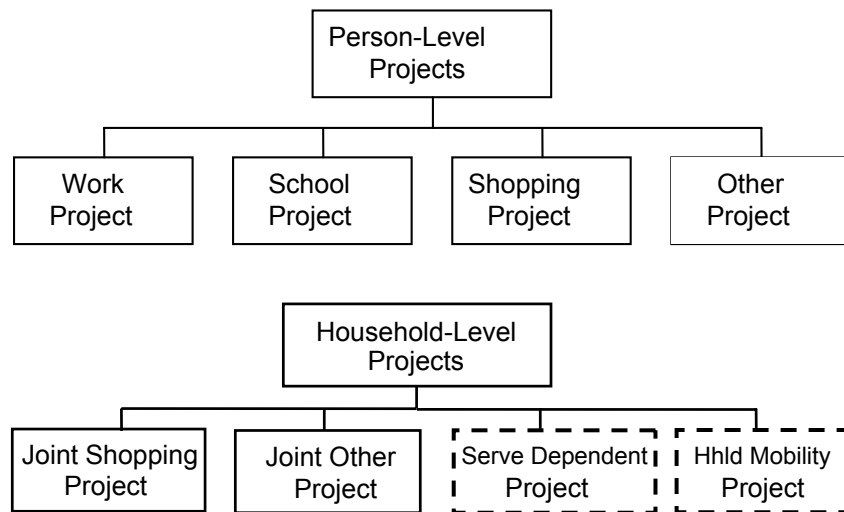 Person-Level
Projects
Work
Project
School
Project
Shopping
Project
Other
Project
Household-Level
Projects
Joint Shopping
Project
Joint Other
Project
Serve Dependent
Project
Hhld Mobility
Project